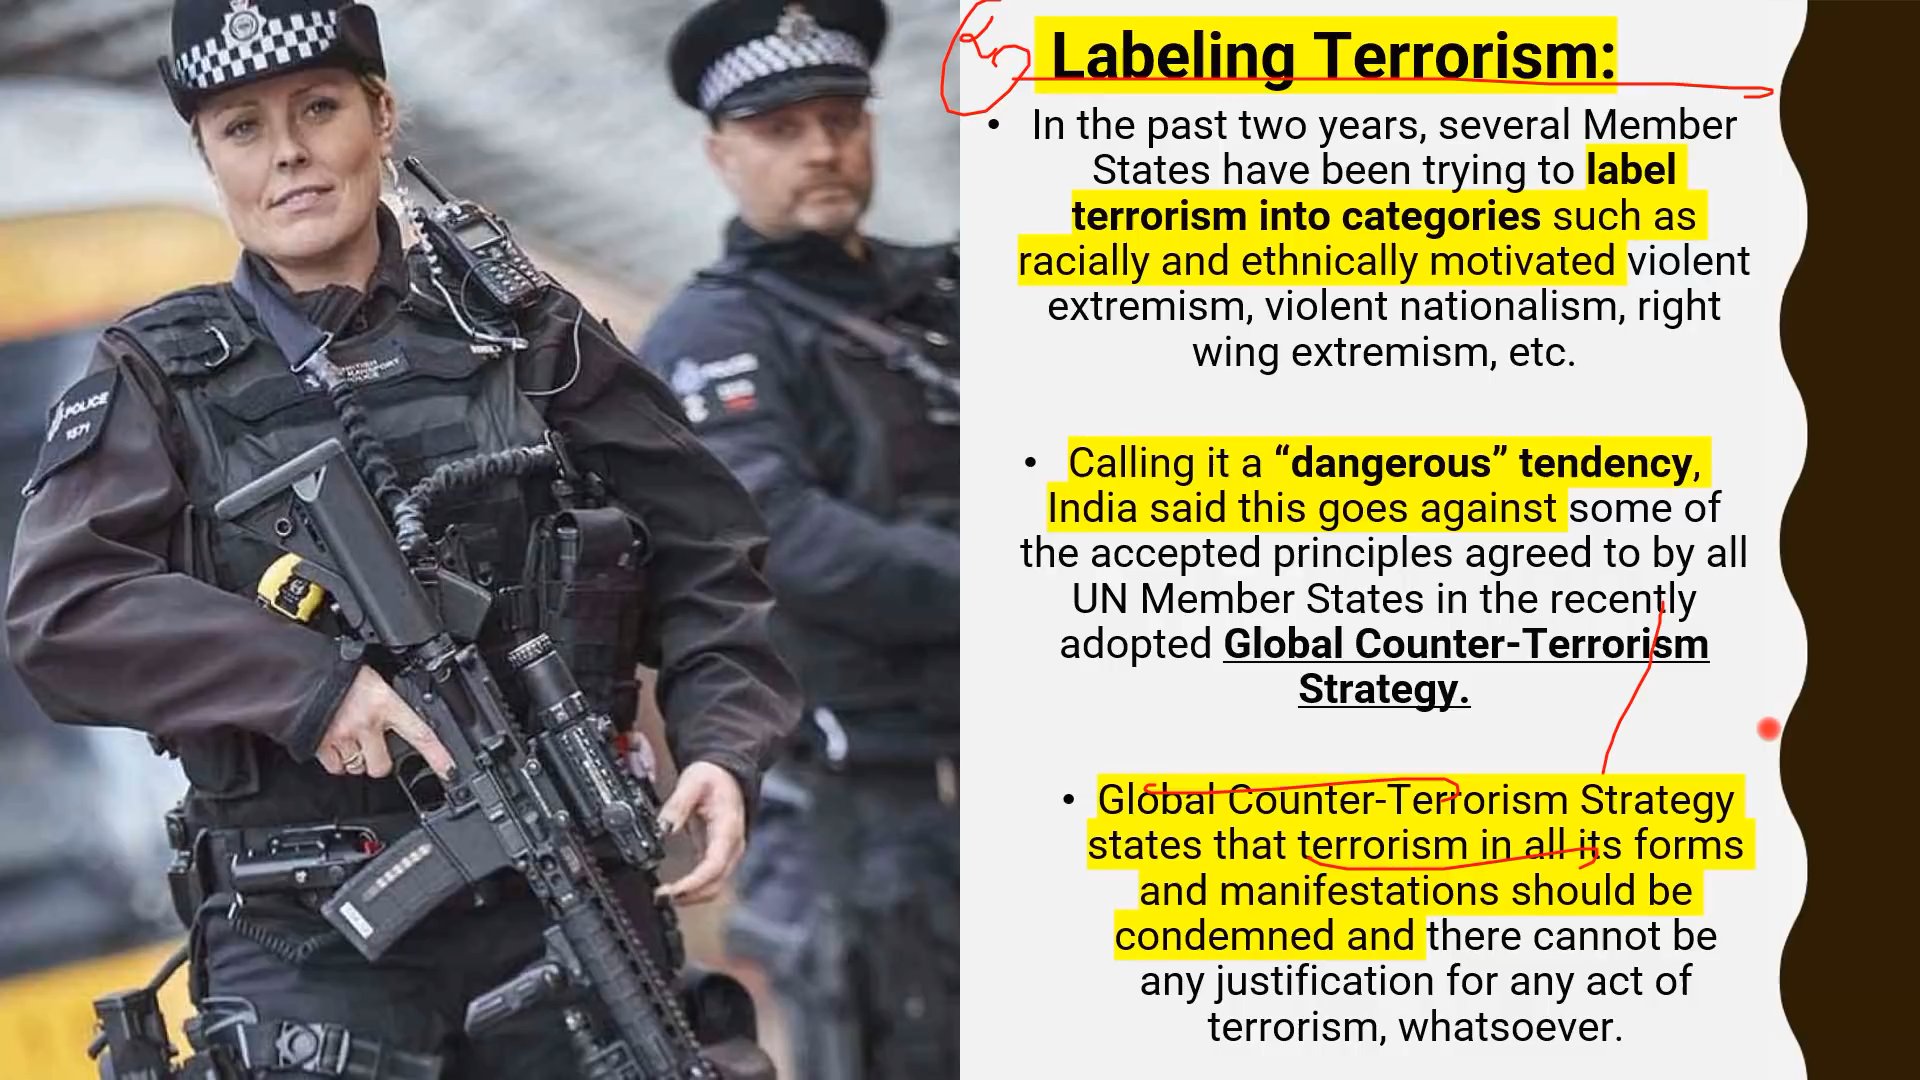 Labeling Terrorism:
• In the past two years, several Member
States have been trying to label
terrorism into categories such as
racially and ethnically motivated violent
extremism, violent nationalism, right
wing extremism, etc.
• Calling it a “dangerous” tendency,
India said this goes against some of
the accepted principles agreed to by all
UN Member States in the recently
adopted Global Counter-Terrorism
Strategy.
• Global Counter-Terrorism Strategy
states that terrorism in all its forms
and manifestations should be
condemned and there cannot be
any justification for any act of
terrorism, whatsoever.
POLICE
1571
BRITISH
TRANSPORT
POLICE